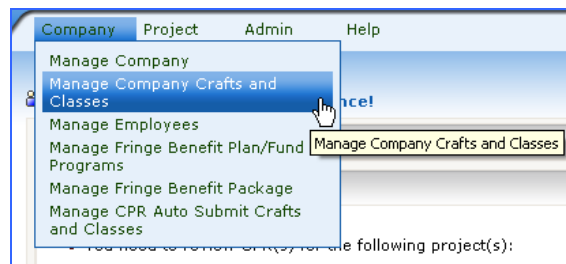 Company Project Admin Help
Manage Company
Manage Company Crafts and
Classes
nce!
Manage Employees
Manage Company Crafts and Classes
Manage Fringe Benefit Plan/Fund
Programs
Manage Fringe Benefit Package
Manage CPR Auto Submit Crafts
and Classes
You need to review CPR(s) for the following project(s):